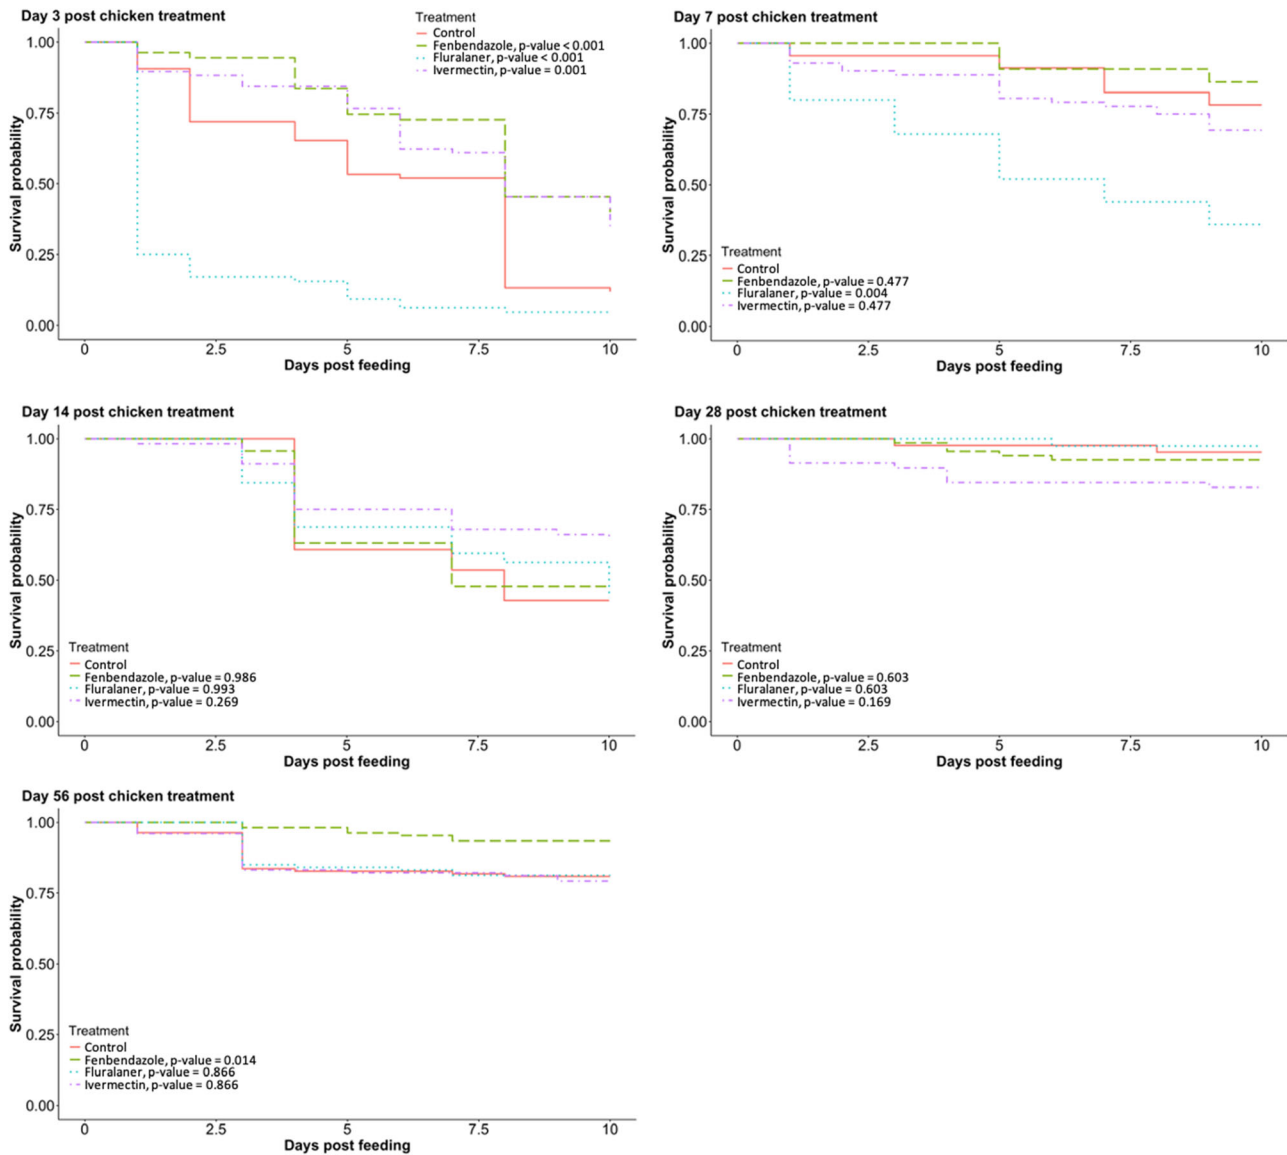 Day 3 post chicken treatment
Treatment
Control
Fenbendazole, p-value < 0.001
Fluralaner, p-value < 0.001
Ivermectin, p-value = 0.001
Survival probability
1.00
0.75
0.50
0.25
0.00
0
2.5
5
7.5
10
Days post feeding
Day 7 post chicken treatment
Survival probability
1.00
0.75
0.50
0.25
0.00
Treatment
Control
Fenbendazole, p-value = 0.477
Fluralaner, p-value = 0.004
Ivermectin, p-value = 0.477
0
2.5
5
7.5
10
Days post feeding
Day 14 post chicken treatment
Survival probability
1.00
0.75
0.50
0.25
0.00
Treatment
Control
Fenbendazole, p-value = 0.986
Fluralaner, p-value = 0.993
Ivermectin, p-value = 0.269
0
2.5
5
7.5
10
Days post feeding
Day 28 post chicken treatment
Survival probability
1.00
0.75
0.50
0.25
0.00
Treatment
Control
Fenbendazole, p-value = 0.603
Fluralaner, p-value = 0.603
Ivermectin, p-value = 0.169
0
2.5
5
7.5
10
Days post feeding
Day 56 post chicken treatment
Survival probability
1.00
0.75
0.50
0.25
0.00
Treatment
Control
Fenbendazole, p-value = 0.014
Fluralaner, p-value = 0.866
Ivermectin, p-value = 0.866
0
2.5
5
7.5
10
Days post feeding